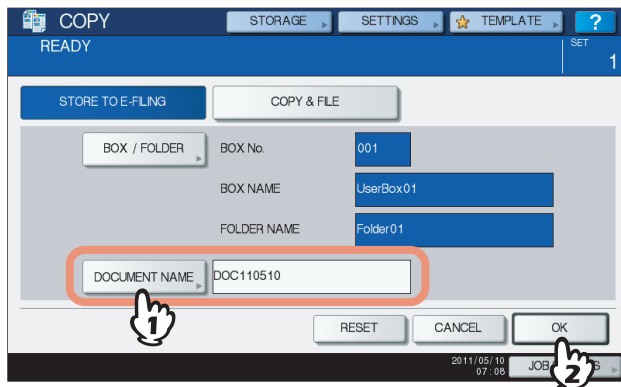 COPY STORAGE SETTINGS TEMPLATE ?
READY SET
1
STORE TO E-FILING COPY & FILE
BOX / FOLDER BOX No. 001
BOX NAME UserBox01
FOLDER NAME Folder01
DOCUMENT NAME DOC110510
1
RESET CANCEL OK
2011/05/10
07:08 JOB
2